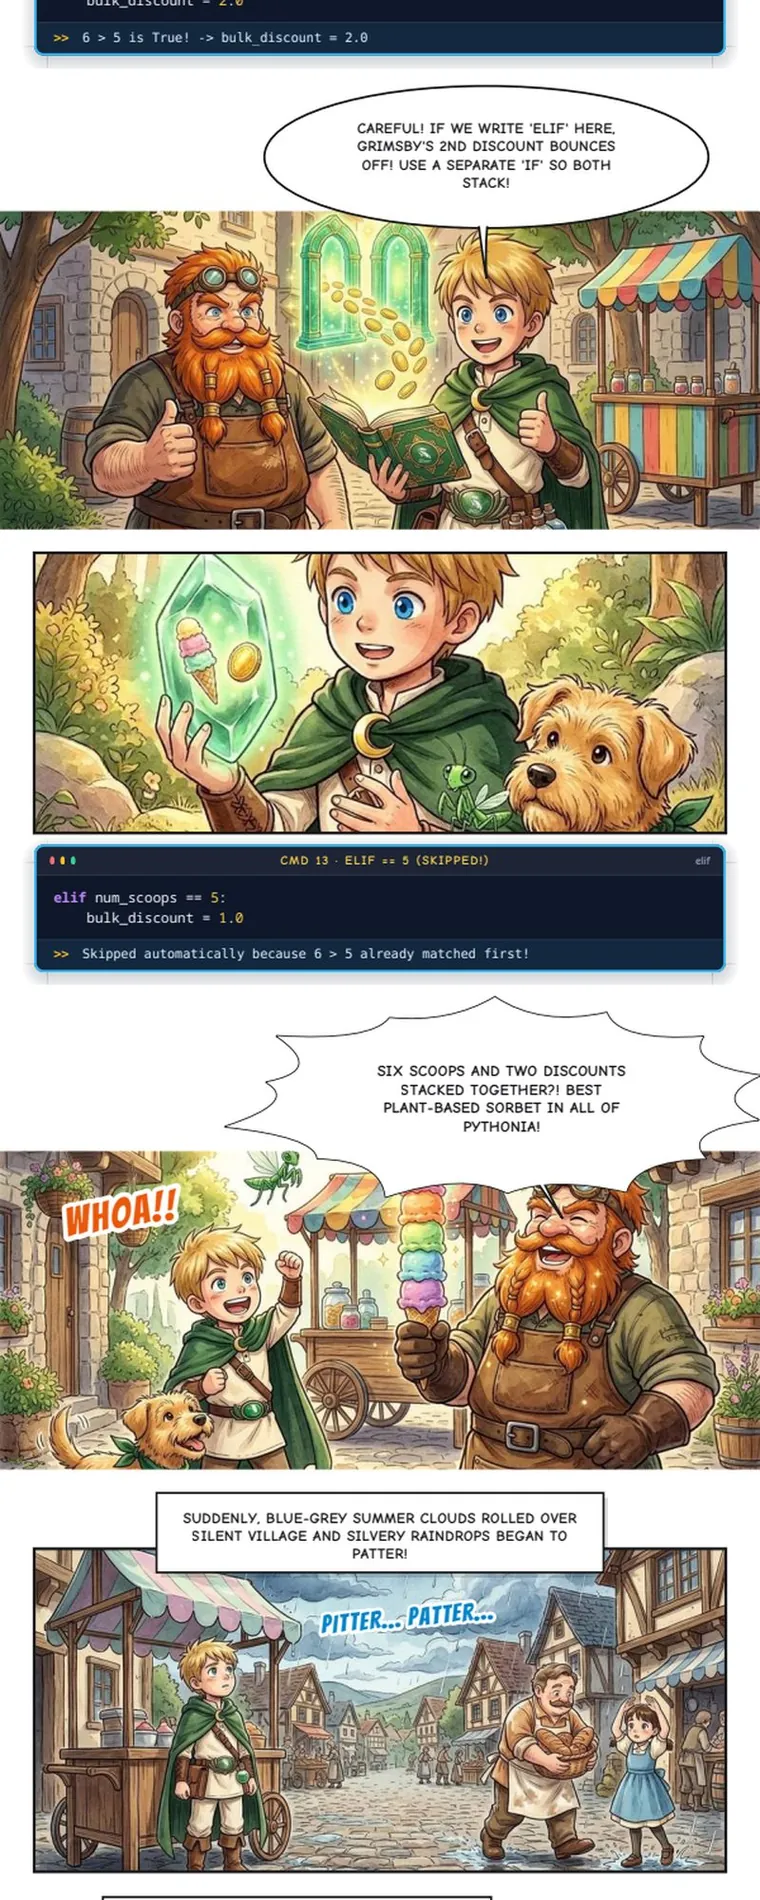 bulk_discount = 2.0
>> 6 > 5 is True! -> bulk_discount = 2.0
CAREFUL! IF WE WRITE 'ELIF' HERE,
GRIMSBY'S 2ND DISCOUNT BOUNCES
OFF! USE A SEPARATE 'IF' SO BOTH
STACK!
CMD 13 · ELIF == 5 (SKIPPED!)
elif
elif num_scoops == 5:
    bulk_discount = 1.0
>> Skipped automatically because 6 > 5 already matched first!
SIX SCOOPS AND TWO DISCOUNTS
STACKED TOGETHER?! BEST
PLANT-BASED SORBET IN ALL OF
PYTHONIA!
WHOA!!
SUDDENLY, BLUE-GREY SUMMER CLOUDS ROLLED OVER
SILENT VILLAGE AND SILVERY RAINDROPS BEGAN TO
PATTER!
PITTER... PATTER...